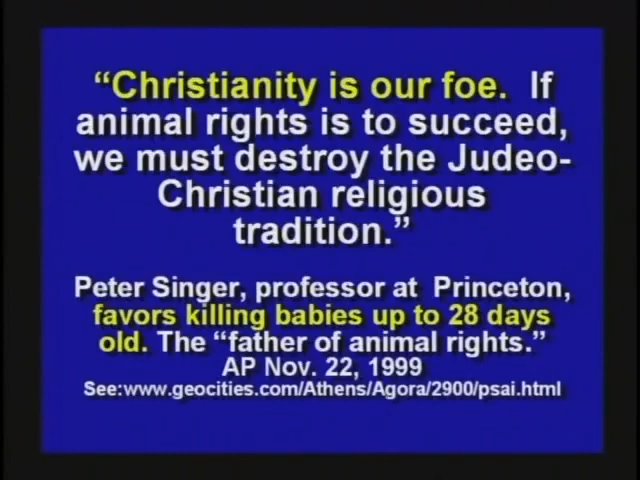 “Christianity is our foe.  If
animal rights is to succeed,
we must destroy the Judeo-
Christian religious
tradition.”
Peter Singer, professor at  Princeton,
favors killing babies up to 28 days
old. The “father of animal rights.”
AP Nov. 22, 1999
See:www.geocities.com/Athens/Agora/2900/psai.html